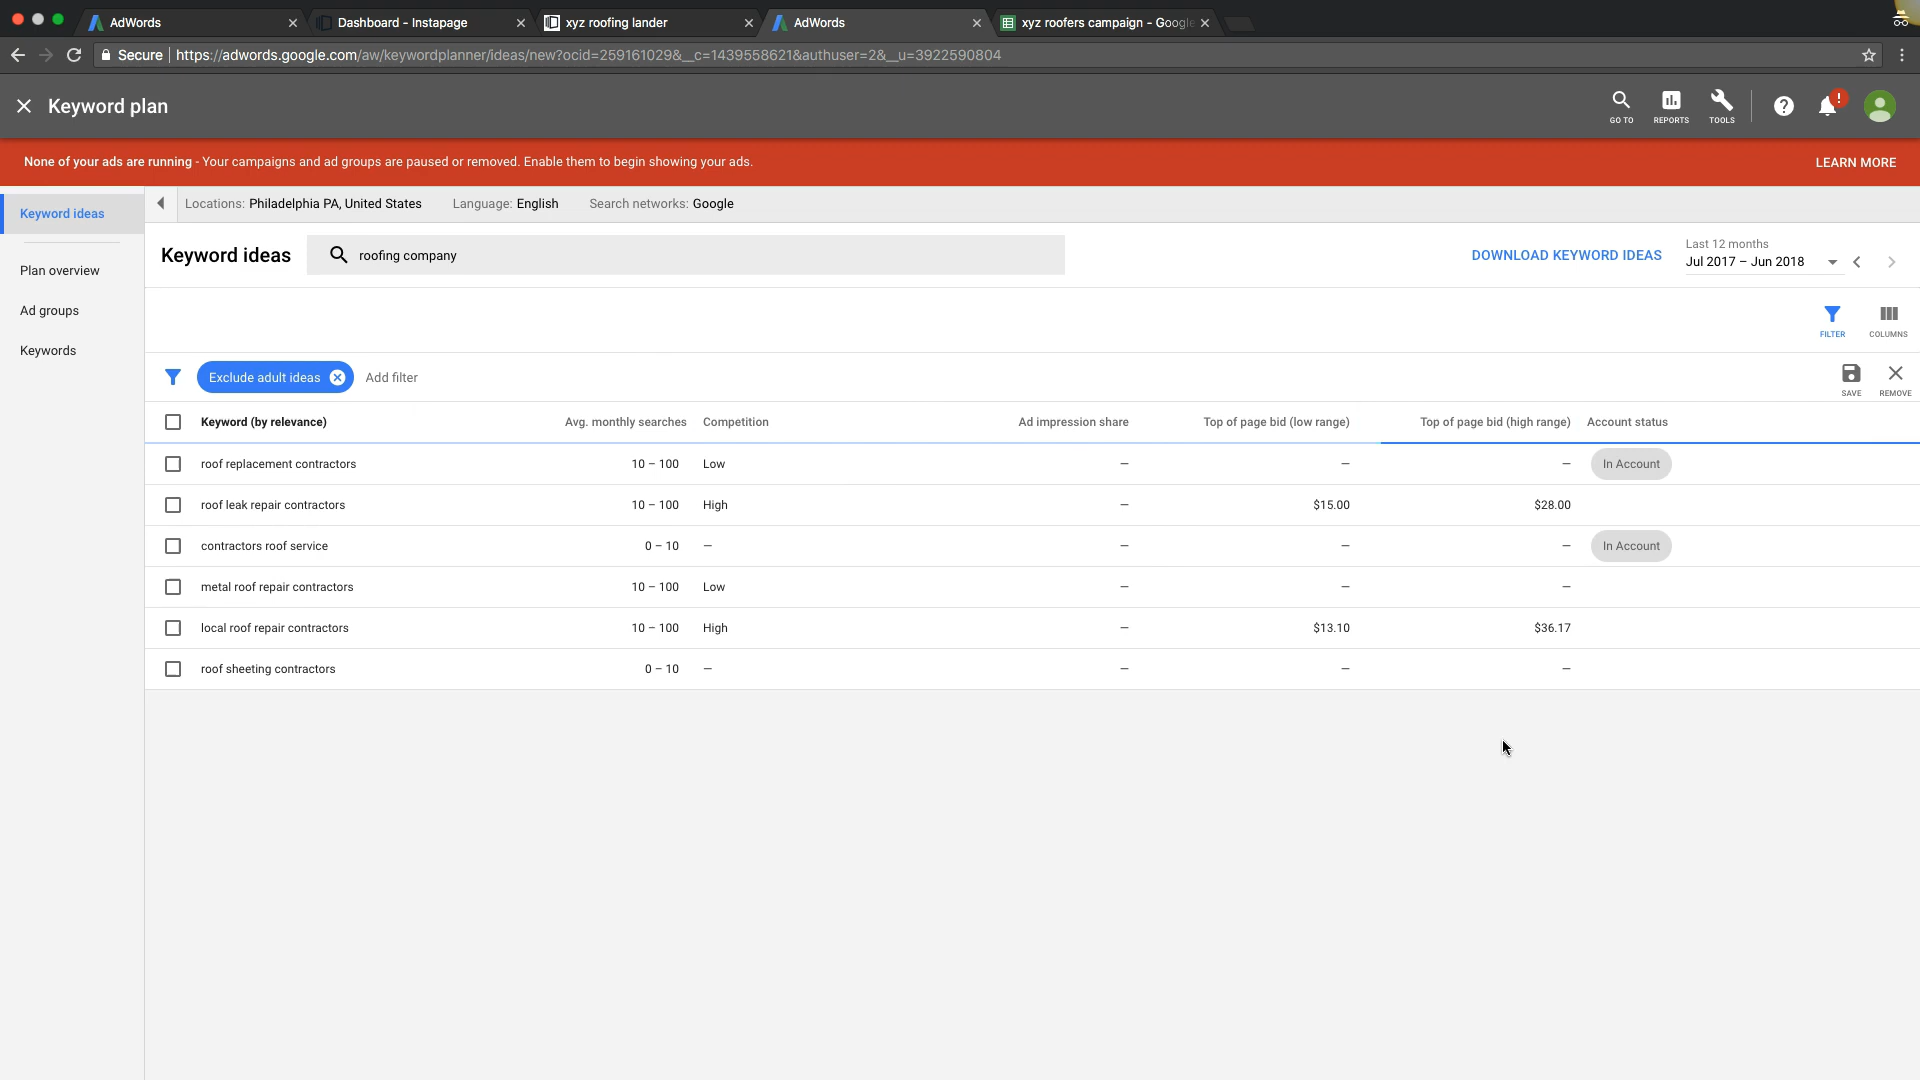 AdWords
Dashboard - Instapage
xyz roofing lander
AdWords
xyz roofers campaign - Google
Secure
https://adwords.google.com/aw/keywordplanner/ideas/new?ocid=259161029&__c=1439558621&authuser=2&__u=3922590804
Keyword plan
GO TO
REPORTS
TOOLS
?
!
None of your ads are running - Your campaigns and ad groups are paused or removed. Enable them to begin showing your ads.
LEARN MORE
Keyword ideas
Plan overview
Ad groups
Keywords
Locations: Philadelphia PA, United States
Language: English
Search networks: Google
Keyword ideas
roofing company
DOWNLOAD KEYWORD IDEAS
Last 12 months
Jul 2017 – Jun 2018
FILTER
COLUMNS
Exclude adult ideas
Add filter
SAVE
REMOVE
Keyword (by relevance) Avg. monthly searches Competition Ad impression share Top of page bid (low range) Top of page bid (high range) Account status
roof replacement contractors 10 – 100 Low – – – In Account
roof leak repair contractors 10 – 100 High – $15.00 $28.00
contractors roof service 0 – 10 – – – – In Account
metal roof repair contractors 10 – 100 Low – – –
local roof repair contractors 10 – 100 High – $13.10 $36.17
roof sheeting contractors 0 – 10 – – – –